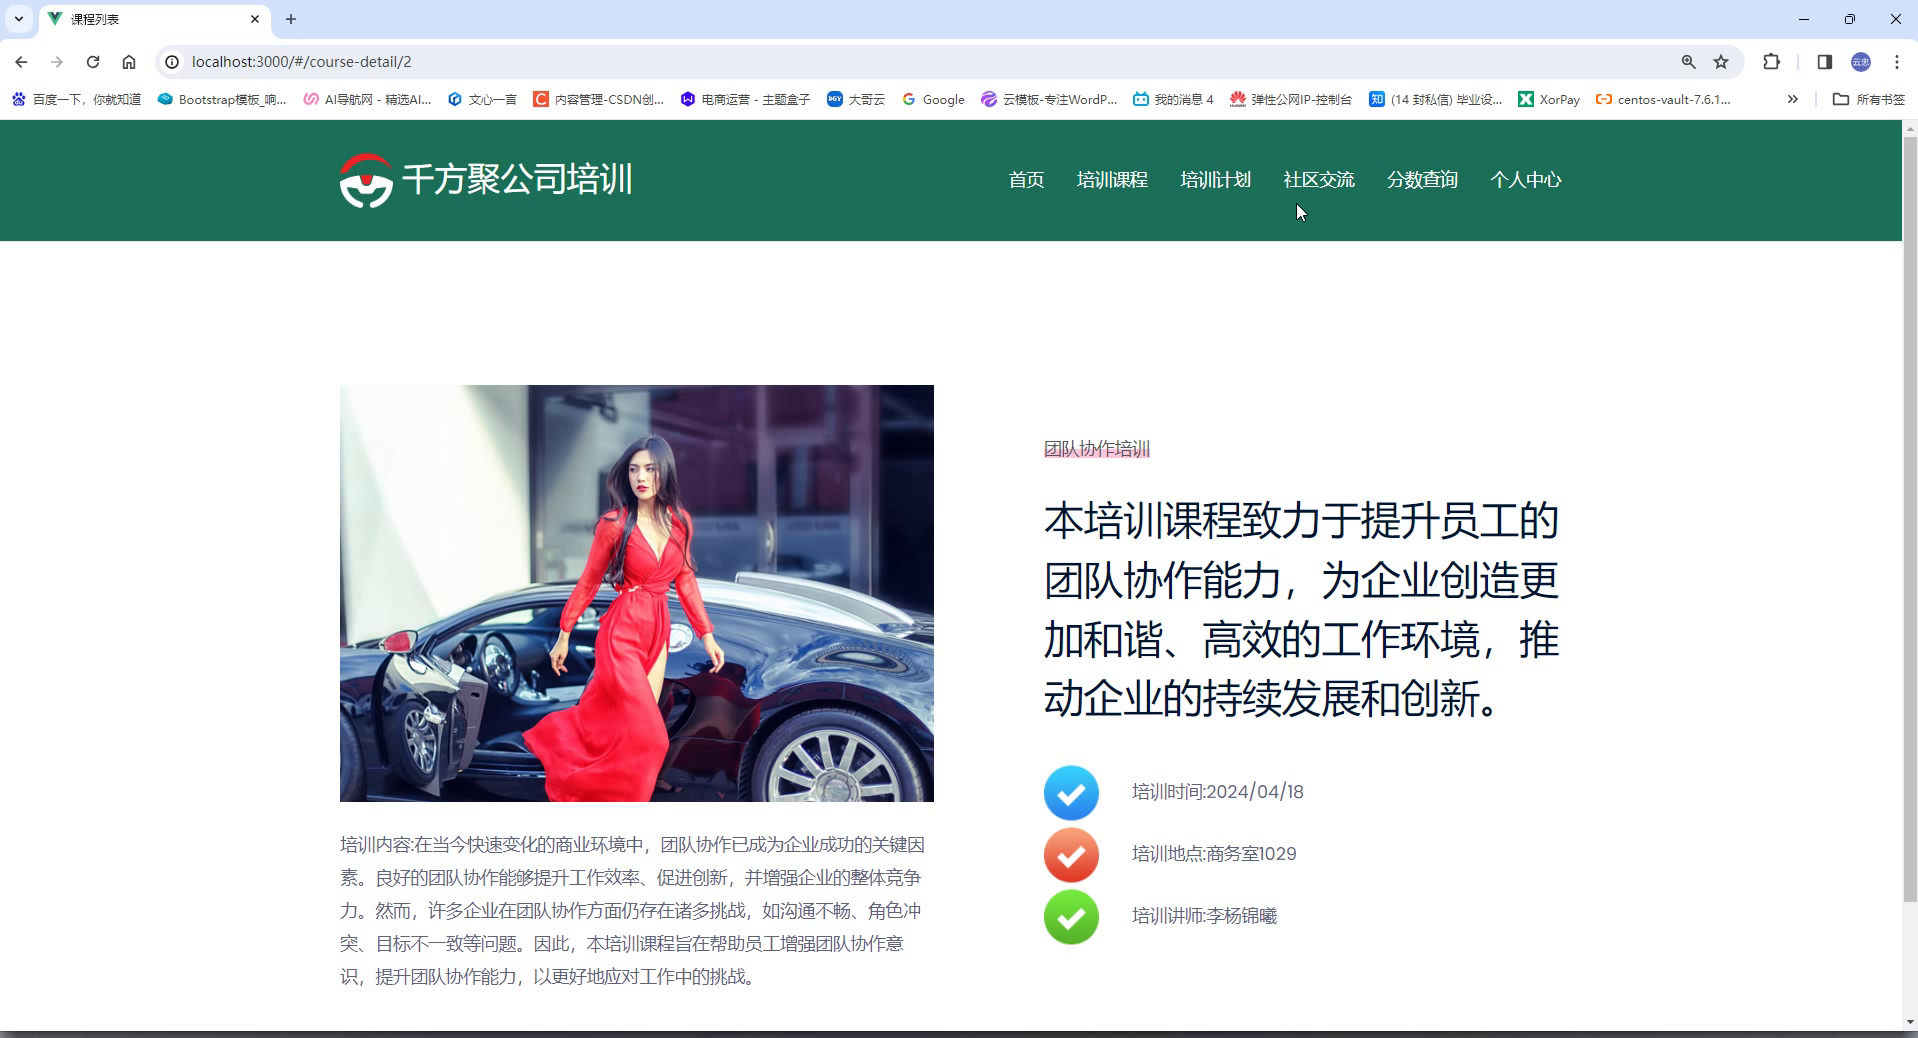 课程列表
localhost:3000/#/course-detail/2
云忠
百度一下，你就知道
Bootstrap模板_响...
AI导航网 - 精选AI...
文心一言
内容管理-CSDN创...
电商运营 - 主题盒子
大哥云
Google
云模板-专注WordP...
我的消息 4
弹性公网IP-控制台
(14 封私信) 毕业设...
XorPay
centos-vault-7.6.1...
所有书签
千方聚公司培训
首页 培训课程 培训计划 社区交流 分数查询 个人中心
团队协作培训
本培训课程致力于提升员工的
团队协作能力，为企业创造更
加和谐、高效的工作环境，推
动企业的持续发展和创新。
培训时间:2024/04/18
培训地点:商务室1029
培训讲师:李杨锦曦
培训内容:在当今快速变化的商业环境中，团队协作已成为企业成功的关键因
素。良好的团队协作能够提升工作效率、促进创新，并增强企业的整体竞争
力。然而，许多企业在团队协作方面仍存在诸多挑战，如沟通不畅、角色冲
突、目标不一致等问题。因此，本培训课程旨在帮助员工增强团队协作意
识，提升团队协作能力，以更好地应对工作中的挑战。